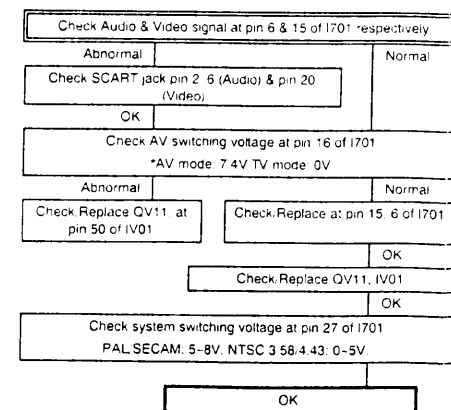 Check Audio & Video signal at pin 6 & 15 of I701 respectively
Abnormal
Normal
Check SCART jack pin 2, 6 (Audio) & pin 20
(Video)
OK
Check AV switching voltage at pin 16 of I701
*AV mode: 7.4V TV mode: 0V
Abnormal
Normal
Check/Replace QV11, at
pin 50 of IV01
Check/Replace at pin 15, 6 of I701
OK
Check/Replace QV11, IV01
OK
Check system switching voltage at pin 27 of I701
PAL/SECAM: 5~8V, NTSC 3.58/4.43: 0~5V.
OK